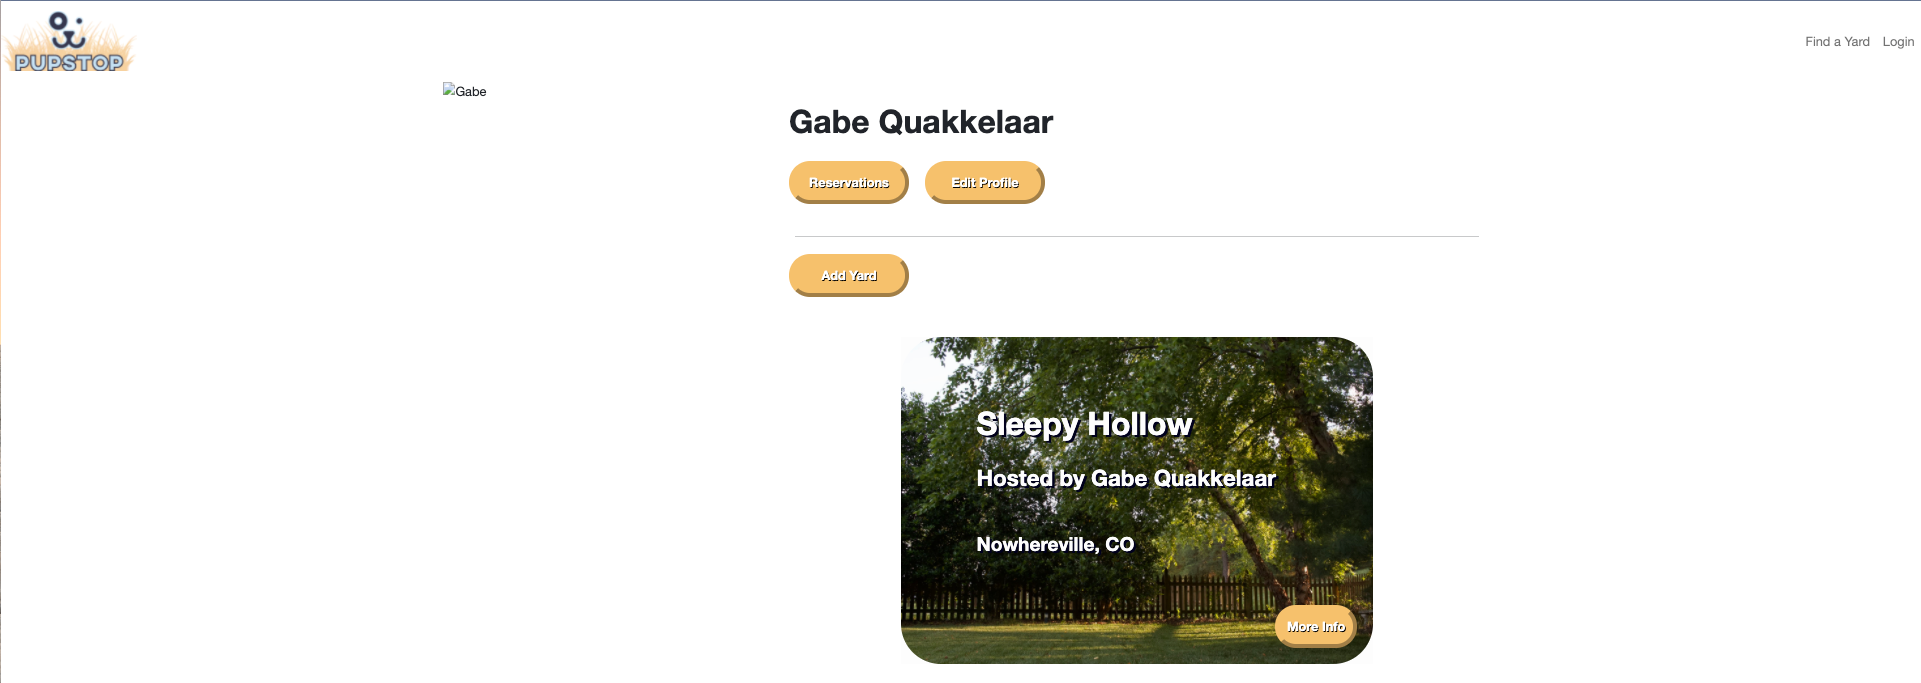 PUPSTOP
Find a Yard
Login
Gabe
Gabe Quakkelaar
Reservations
Edit Profile
Add Yard
Sleepy Hollow
Hosted by Gabe Quakkelaar
Nowhereville, CO
More Info